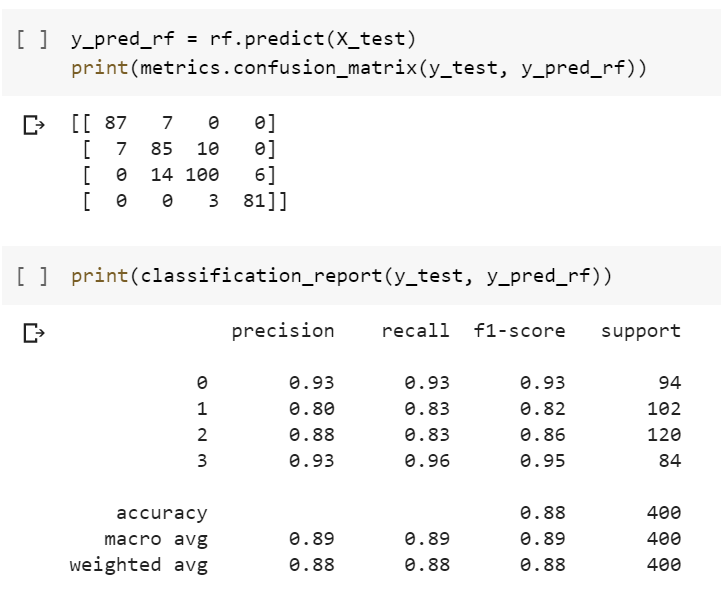 [ ] y_pred_rf = rf.predict(X_test)
print(metrics.confusion_matrix(y_test, y_pred_rf))
[[ 87 7 0 0]
[ 7 85 10 0]
[ 0 14 100 6]
[ 0 0 3 81]]
[ ] print(classification_report(y_test, y_pred_rf))
precision recall f1-score support
0 0.93 0.93 0.93 94
1 0.80 0.83 0.82 102
2 0.88 0.83 0.86 120
3 0.93 0.96 0.95 84
accuracy 0.88 400
macro avg 0.89 0.89 0.89 400
weighted avg 0.88 0.88 0.88 400